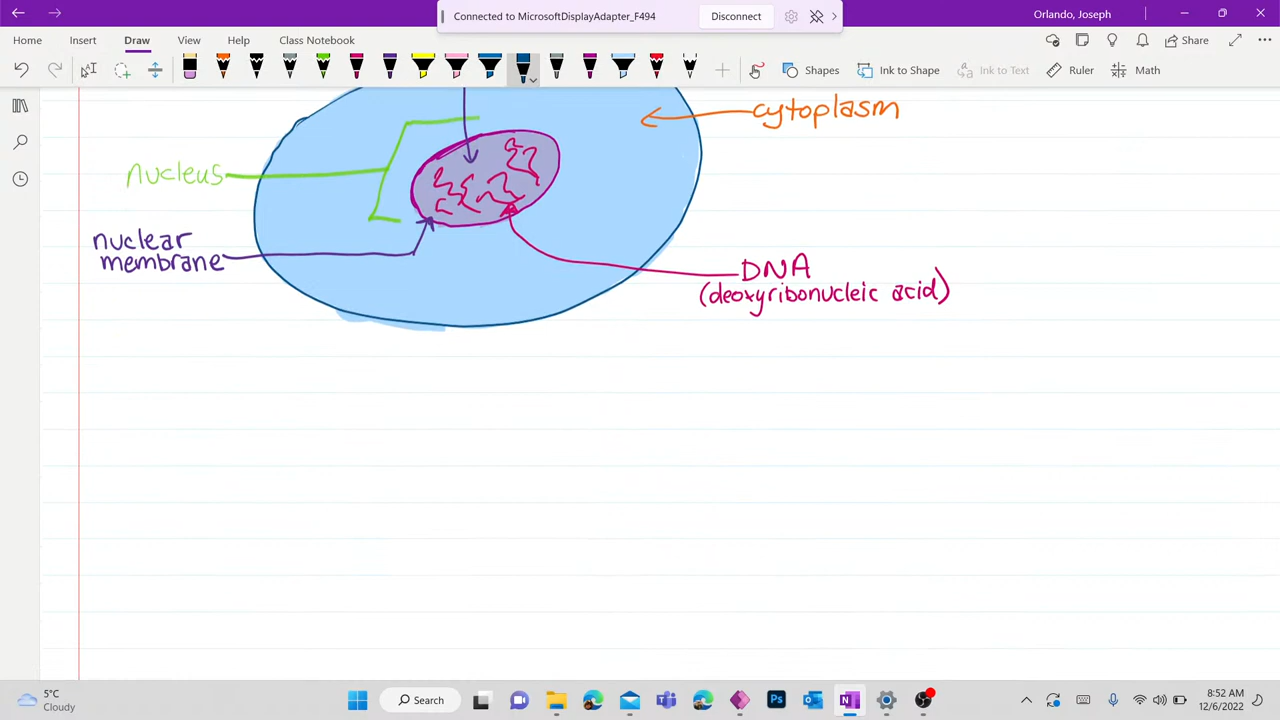 Connected to MicrosoftDisplayAdapter_F494
Disconnect
Orlando, Joseph
Home Insert Draw View Help Class Notebook
Share
Shapes Ink to Shape Ink to Text Ruler Math
cytoplasm
nucleus
nuclear
membrane
DNA
(deoxyribonucleic acid)
5°C
Cloudy
Search
8:52 AM
12/6/2022